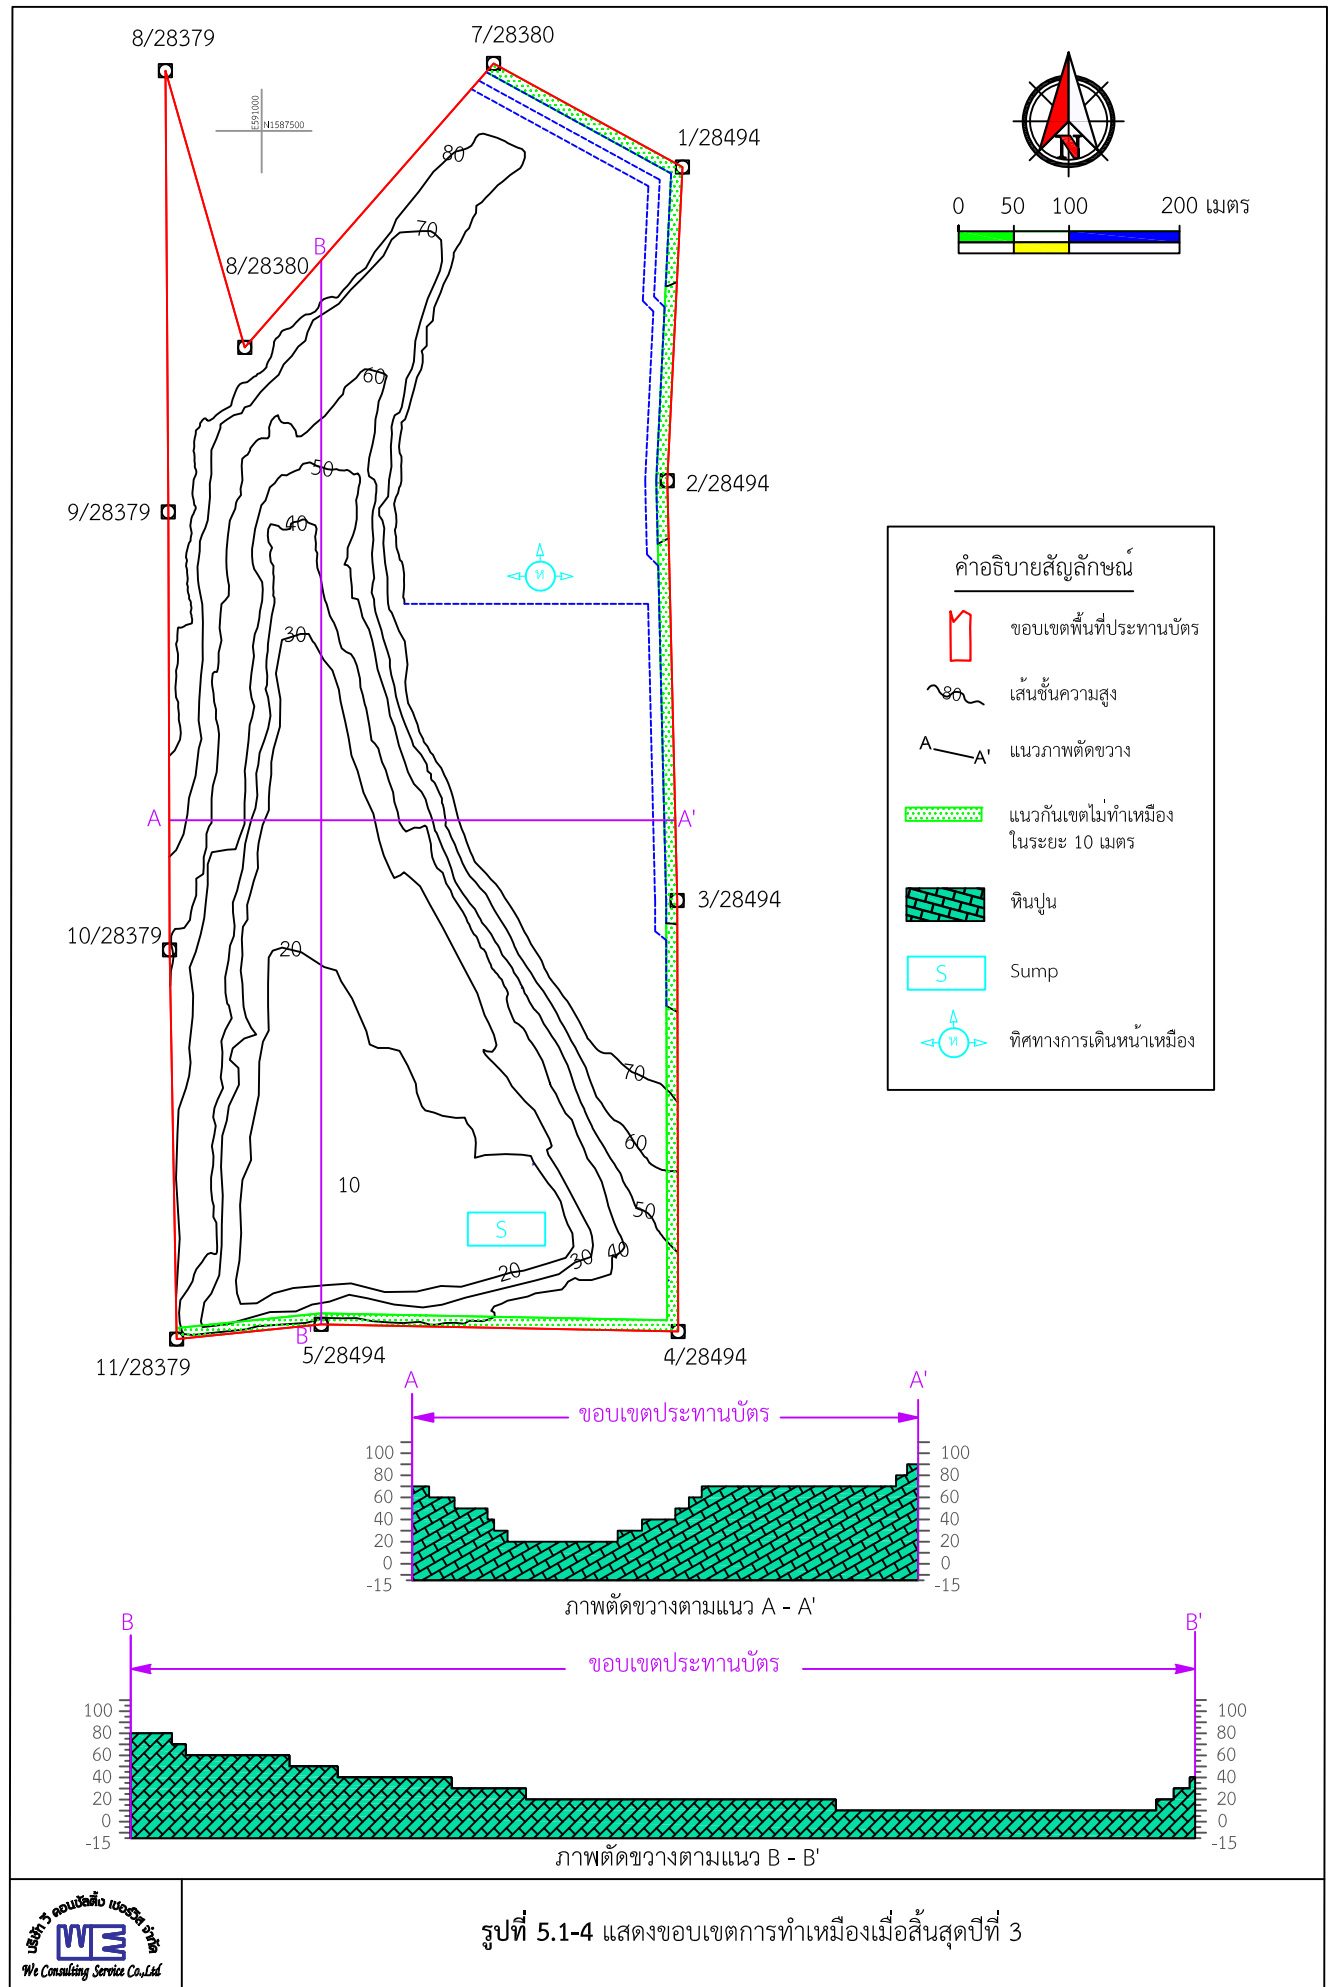 8/28379
7/28380
E591000
N1587500
1/28494
N
0 50 100 200 เมตร
80
70
B
8/28380
60
50
2/28494
9/28379
40
ห
30
คำอธิบายสัญลักษณ์
ขอบเขตพื้นที่ประทานบัตร
80 เส้นชั้นความสูง
A A' แนวภาพตัดขวาง
แนวกันเขตไม่ทำเหมือง
ในระยะ 10 เมตร
หินปูน
S Sump
ห ทิศทางการเดินหน้าเหมือง
A A'
3/28494
10/28379
20
70
60
10
50
S
40
30
20
B'
11/28379
5/28494
4/28494
A A'
ขอบเขตประทานบัตร
100 100
80 80
60 60
40 40
20 20
0 0
-15 -15
ภาพตัดขวางตามแนว A - A'
B B'
ขอบเขตประทานบัตร
100 100
80 80
60 60
40 40
20 20
0 0
-15 -15
ภาพตัดขวางตามแนว B - B'
บริษัท วี คอนซัลติ้ง เซอร์วิส จำกัด
WE
We Consulting Service Co.,Ltd
รูปที่ 5.1-4 แสดงขอบเขตการทำเหมืองเมื่อสิ้นสุดปีที่ 3